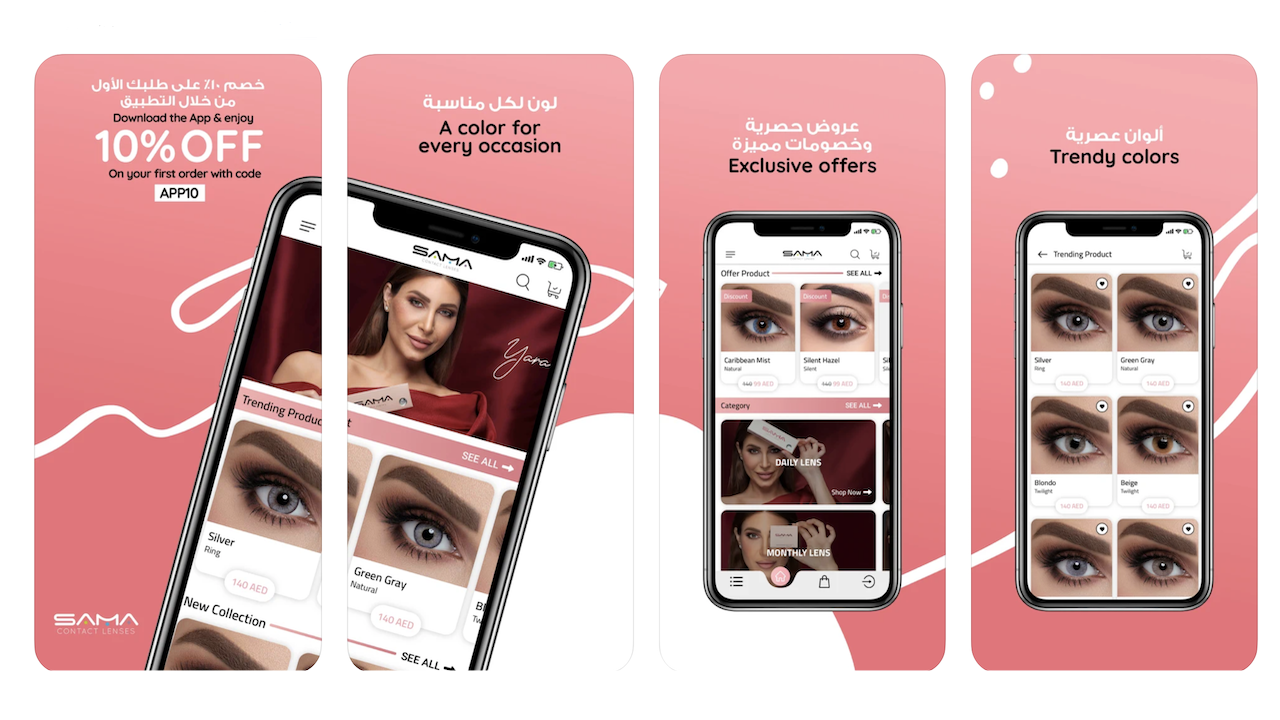 خصم ١٠٪ على طلبك الأول
من خلال التطبيق
Download the App & enjoy
10% OFF
On your first order with code
APP10
SAMA
CONTACT LENSES
لون لكل مناسبة
A color for
every occasion
SAMA
CONTACT LENSES
Yara
SAMA
Trending Product
SEE ALL
Silver
Ring
140 AED
Green Gray
Natural
140 AED
New Collection
SEE ALL
عروض حصرية
وخصومات مميزة
Exclusive offers
SAMA
Offer Product
SEE ALL
Discount
Discount
Caribbean Mist
Natural
140 99 AED
Silent Hazel
Silent
140 99 AED
Category
SEE ALL
SAMA
DAILY LENS
Shop Now
MONTHLY LENS
ألوان عصرية
Trendy colors
Trending Product
Silver
Ring
140 AED
Green Gray
Natural
140 AED
Blondo
Twilight
140 AED
Beige
Twilight
140 AED